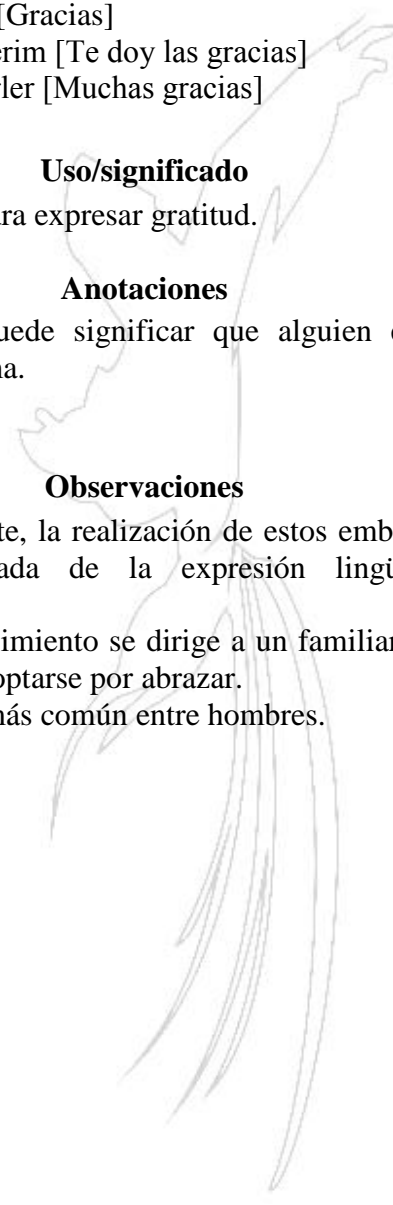 [Gracias]
erim [Te doy las gracias]
ler [Muchas gracias]
Uso/significado
ara expresar gratitud.
Anotaciones
uede significar que alguien
na.
Observaciones
te, la realización de estos emb
ada de la expresión lingü
imiento se dirige a un familiar
optarse por abrazar.
más común entre hombres.